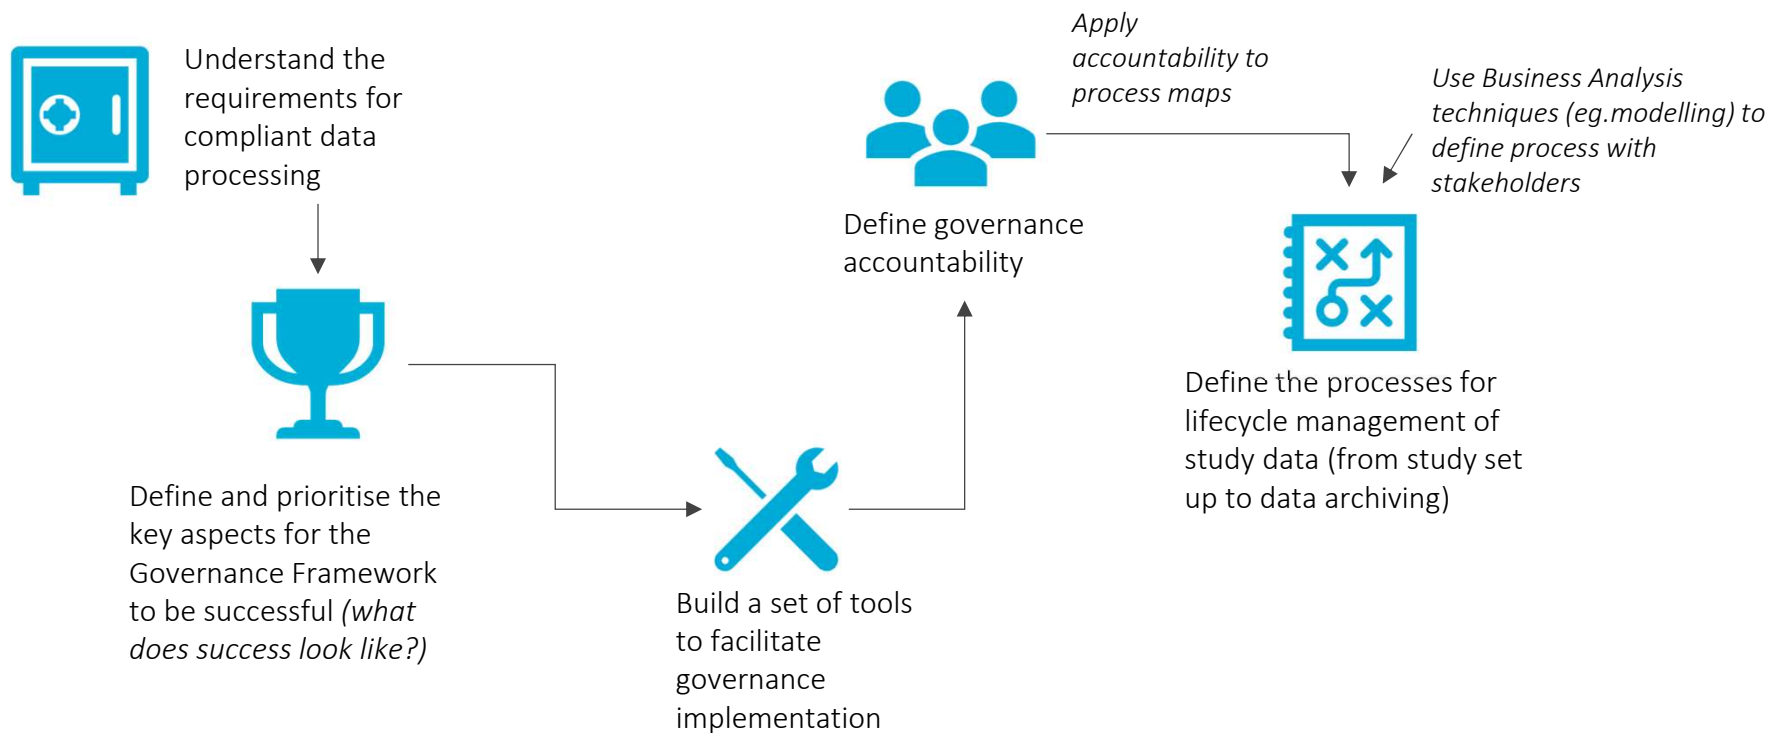 Understand the
requirements for
compliant data
processing
Define and prioritise the
key aspects for the
Governance Framework
to be successful (what
does success look like?)
Build a set of tools
to facilitate
governance
implementation
Define governance
accountability
Apply
accountability to
process maps
Use Business Analysis
techniques (eg.modelling) to
define process with
stakeholders
Define the processes for
lifecycle management of
study data (from study set
up to data archiving)